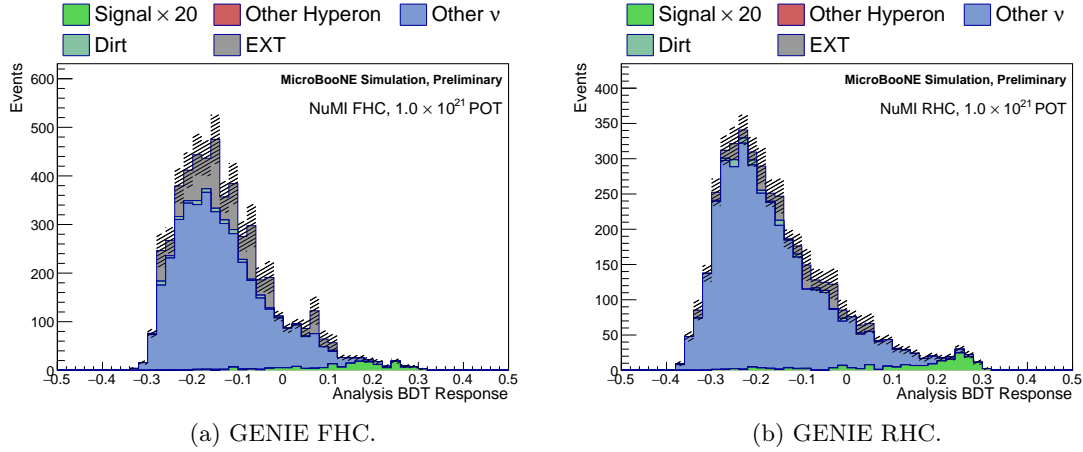 Signal × 20 Other Hyperon Other ν
Dirt EXT
Events
600
500
400
300
200
100
0
MicroBooNE Simulation, Preliminary
NuMI FHC, 1.0 × 10²¹ POT
−0.5 −0.4 −0.3 −0.2 −0.1 0 0.1 0.2 0.3 0.4 0.5
Analysis BDT Response
(a) GENIE FHC.
Signal × 20 Other Hyperon Other ν
Dirt EXT
Events
400
350
300
250
200
150
100
50
0
MicroBooNE Simulation, Preliminary
NuMI RHC, 1.0 × 10²¹ POT
−0.5 −0.4 −0.3 −0.2 −0.1 0 0.1 0.2 0.3 0.4 0.5
Analysis BDT Response
(b) GENIE RHC.